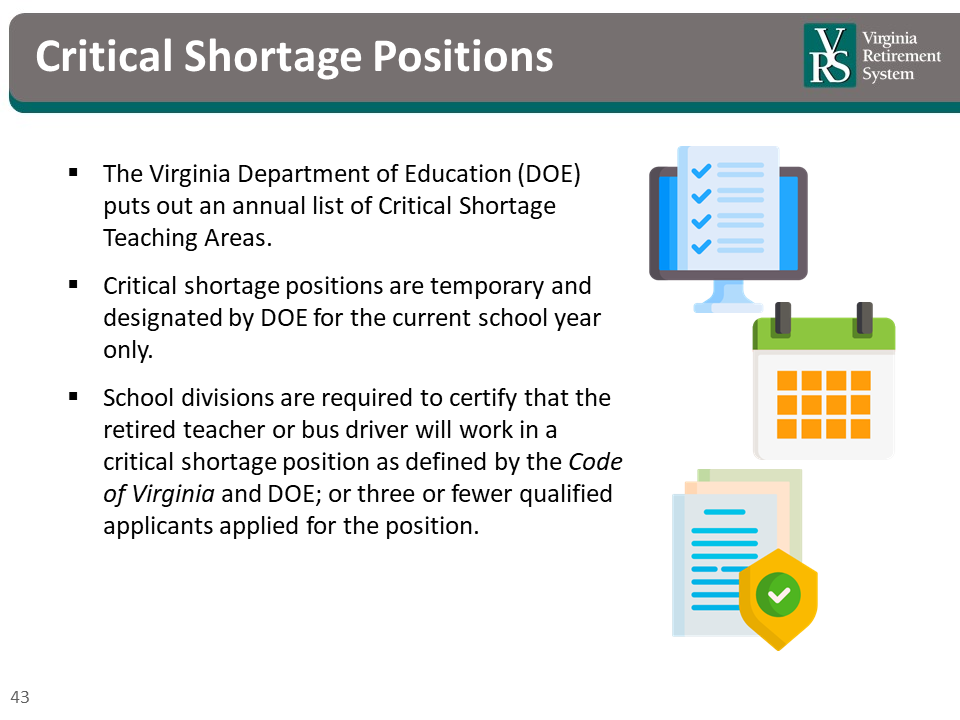 Critical Shortage Positions
VRS
Virginia
Retirement
System
▪ The Virginia Department of Education (DOE)
puts out an annual list of Critical Shortage
Teaching Areas.
▪ Critical shortage positions are temporary and
designated by DOE for the current school year
only.
▪ School divisions are required to certify that the
retired teacher or bus driver will work in a
critical shortage position as defined by the Code
of Virginia and DOE; or three or fewer qualified
applicants applied for the position.
43